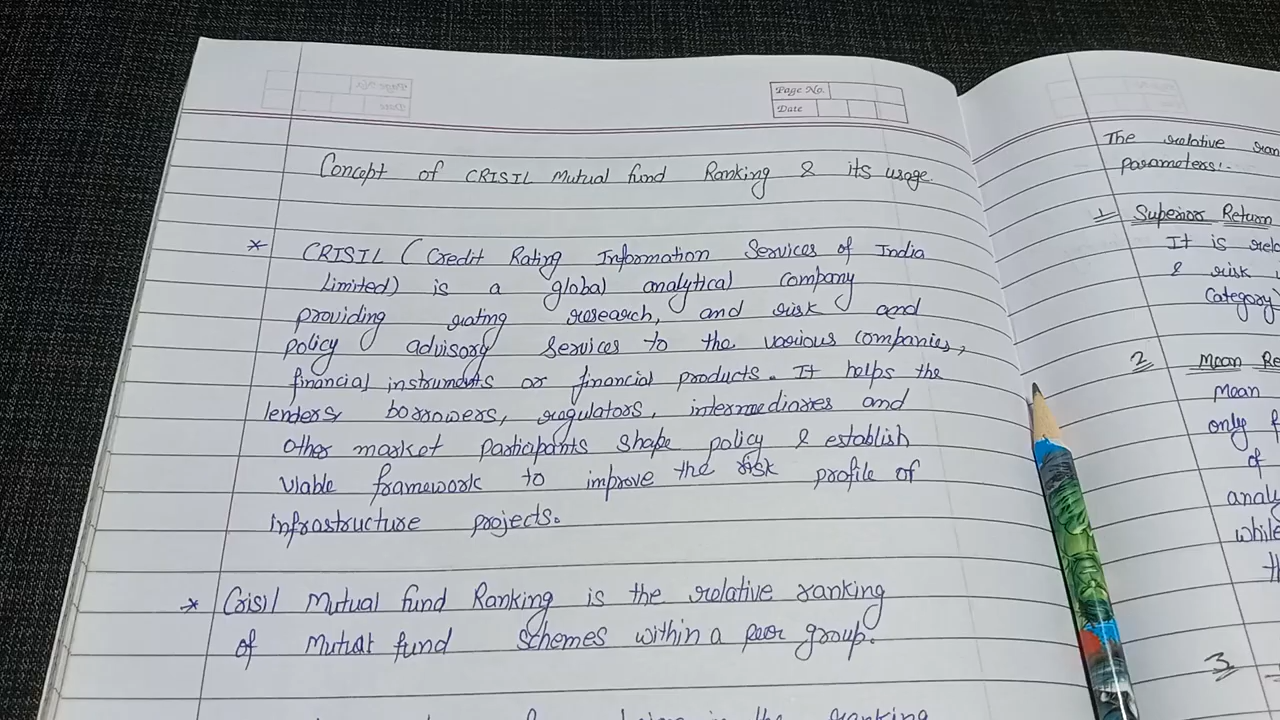 Page No.
Date
Concept of CRISIL Mutual fund Ranking & its usage.
* CRISIL (Credit Rating Information Services of India
Limited) is a global analytical company
providing rating research, and risk and
policy advisory services to the various companies,
financial instruments or financial products. It helps the
lenders, borrowers, regulators, intermediaries and
other market participants shape policy & establish
viable framework to improve the risk profile of
infrastructure projects.
* Crisil Mutual fund Ranking is the relative ranking
of Mutual fund schemes within a peer group.
in the ranking
The relative
parameters:-
1 Superior Return
It is
& risk
Category)
2 Mean
Mean
only
of
while
3